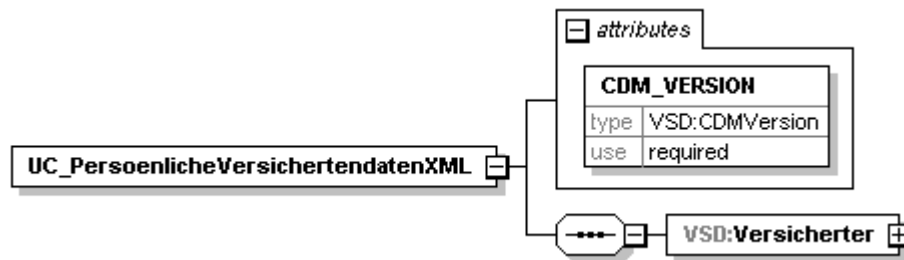 attributes
CDM_VERSION
type VSD:CDMVersion
use required
UC_PersoenlicheVersichertendatenXML
VSD:Versicherter